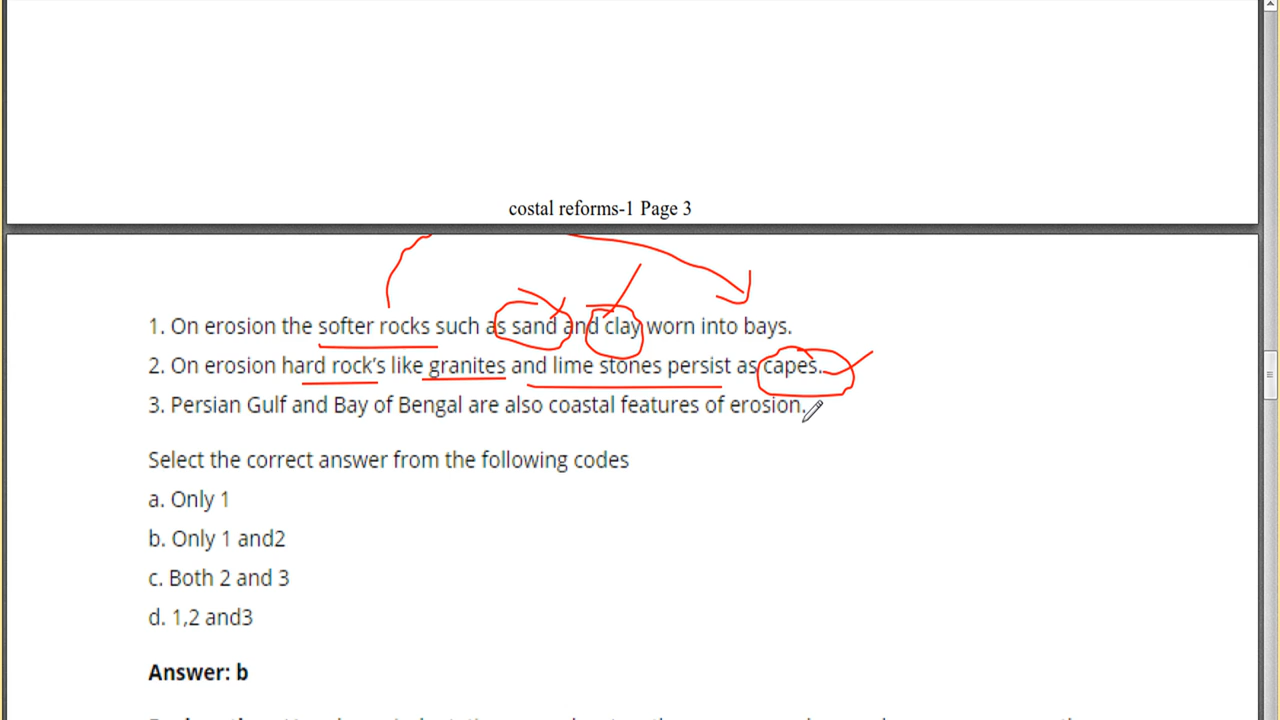 costal reforms-1 Page 3
1. On erosion the softer rocks such as sand and clay worn into bays.
2. On erosion hard rock's like granites and lime stones persist as capes.
3. Persian Gulf and Bay of Bengal are also coastal features of erosion.
Select the correct answer from the following codes
a. Only 1
b. Only 1 and2
c. Both 2 and 3
d. 1,2 and3
Answer: b